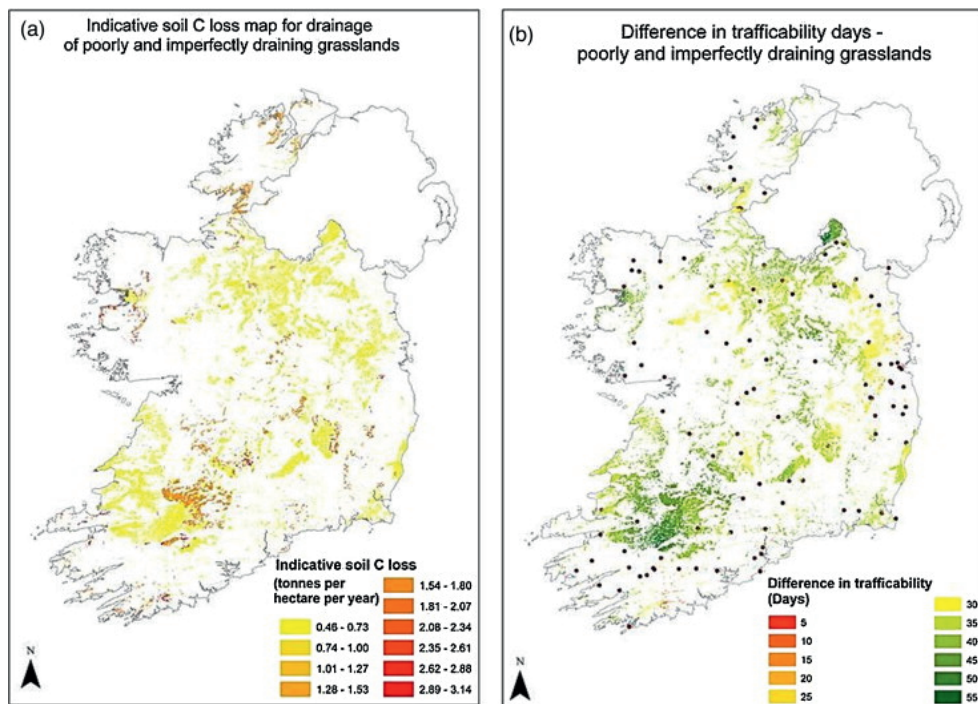 (a)
Indicative soil C loss map for drainage
of poorly and imperfectly draining grasslands
Indicative soil C loss
(tonnes per
hectare per year)
0.46 - 0.73
0.74 - 1.00
1.01 - 1.27
1.28 - 1.53
1.54 - 1.80
1.81 - 2.07
2.08 - 2.34
2.35 - 2.61
2.62 - 2.88
2.89 - 3.14
N
(b)
Difference in trafficability days -
poorly and imperfectly draining grasslands
Difference in trafficability
(Days)
5
10
15
20
25
30
35
40
45
50
55
N